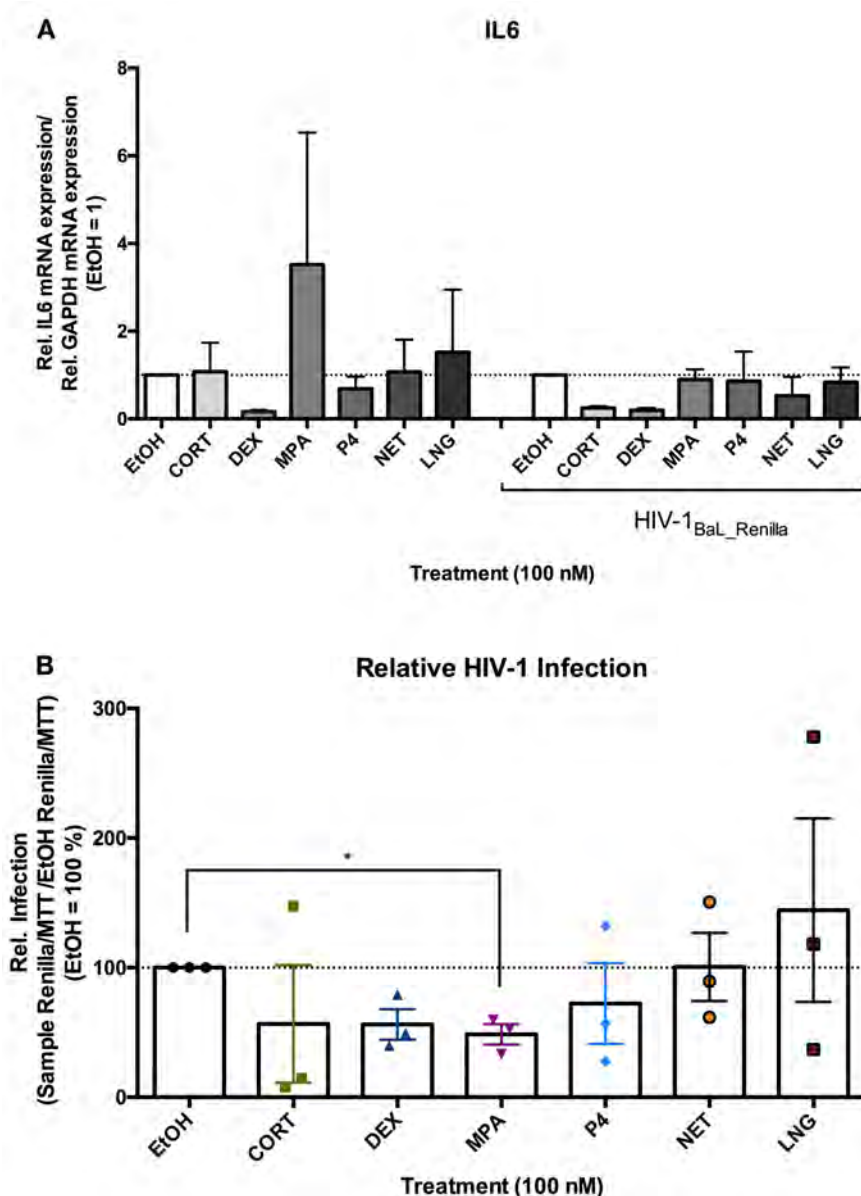 A
IL6
Rel. IL6 mRNA expression/
Rel. GAPDH mRNA expression
(EtOH = 1)
8
6
4
2
0
EtOH
CORT
DEX
MPA
P4
NET
LNG
EtOH
CORT
DEX
MPA
P4
NET
LNG
HIV-1BaL_Renilla
Treatment (100 nM)
B
Relative HIV-1 Infection
Rel. Infection
(Sample Renilla/MTT /EtOH Renilla/MTT)
(EtOH = 100 %)
300
200
100
0
*
EtOH
CORT
DEX
MPA
P4
NET
LNG
Treatment (100 nM)